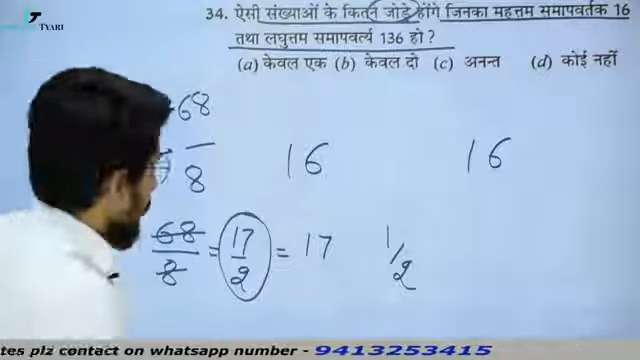 TYARI
34. ऐसी संख्याओं के कितने जोड़े होंगे जिनका महत्तम समापवर्तक 16
तथा लघुत्तम समापवर्त्य 136 हो ?
(a) केवल एक (b) केवल दो (c) अनन्त (d) कोई नहीं
68
8
16 16
68/8 = 17/2 = 17 1/2
tes plz contact on whatsapp number - 9413253415